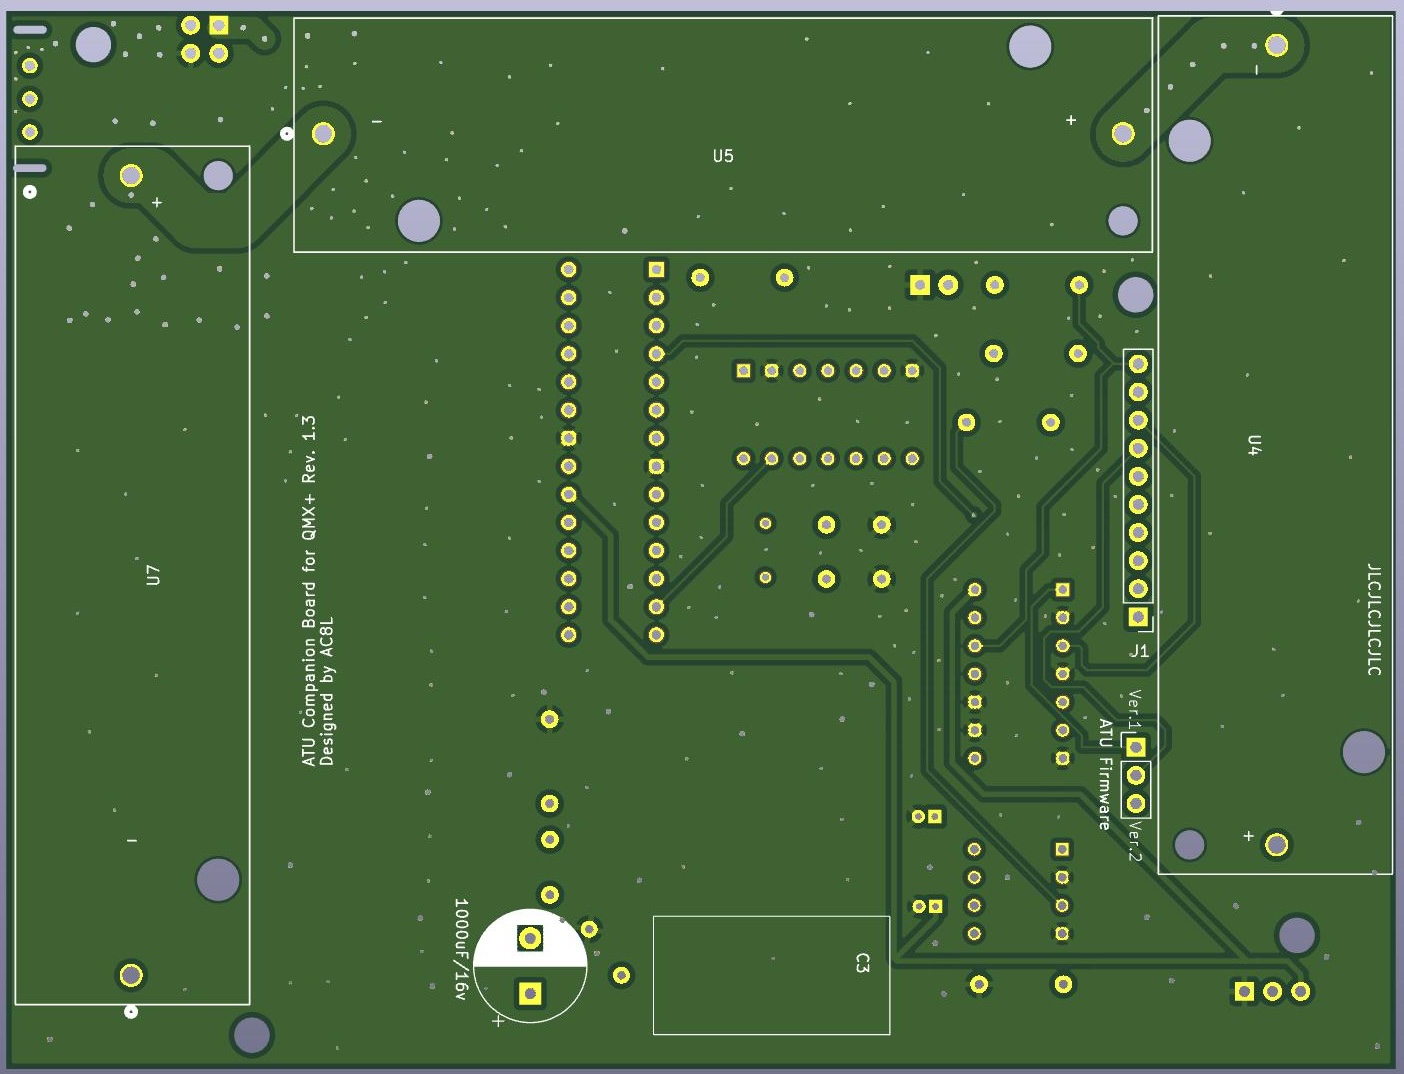 U5
U4
U7
ATU Companion Board for QMX+ Rev. 1.3
Designed by AC8L
JLCJLCJLCJLC
J1
Ver.1
ATU Firmware
Ver.2
1000uF/16v
C3
+
−
−
+
−
+
−
+
+